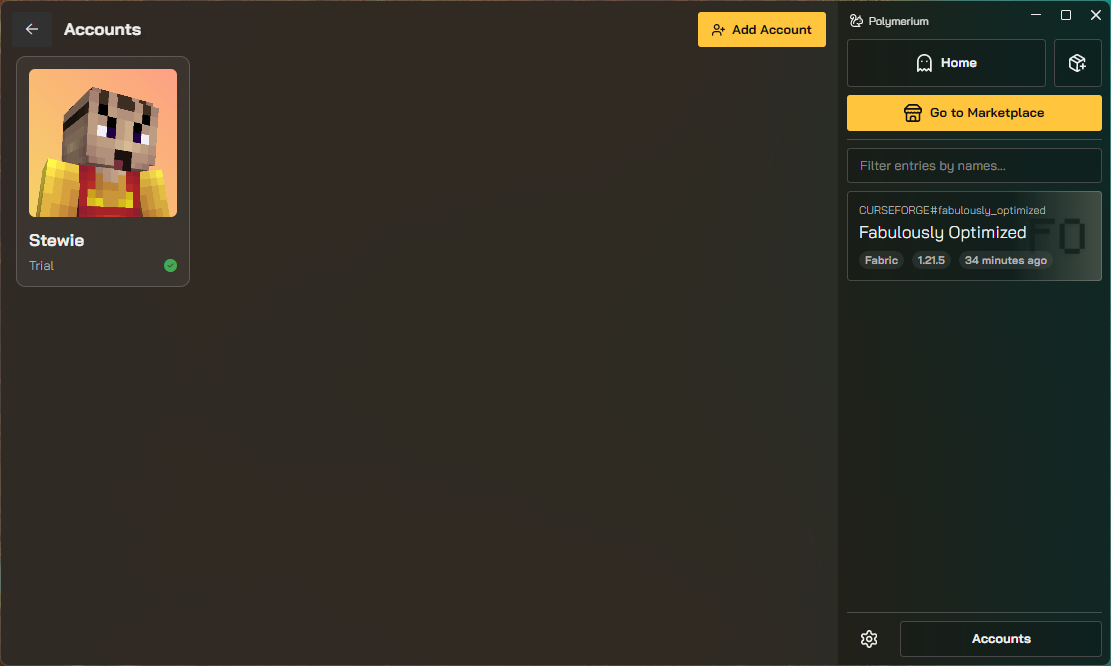 Accounts
Add Account
Stewie
Trial
Polymerium
Home
Go to Marketplace
Filter entries by names...
CURSEFORGE#fabulously_optimized
Fabulously Optimized
FO
Fabric 1.21.5 34 minutes ago
Accounts